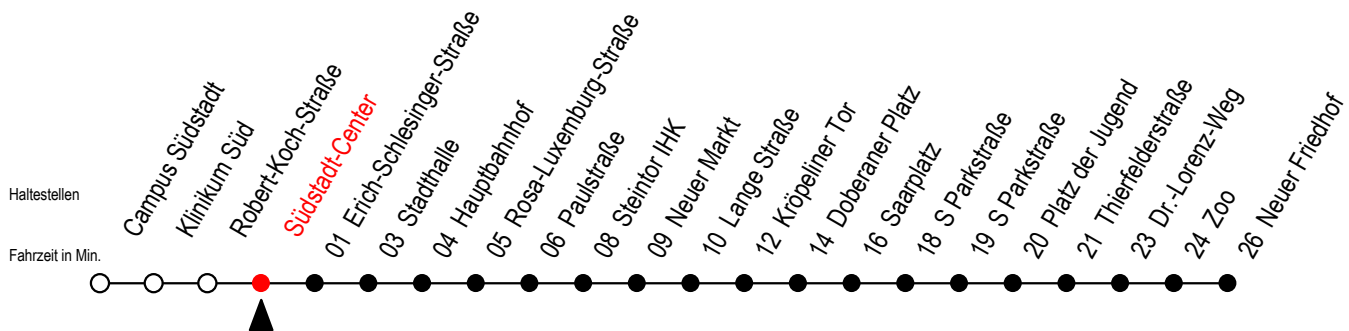 Haltestellen
Fahrzeit in Min.
Campus Südstadt
Klinikum Süd
Robert-Koch-Straße
Südstadt-Center
01 Erich-Schlesinger-Straße
03 Stadthalle
04 Hauptbahnhof
05 Rosa-Luxemburg-Straße
06 Paulstraße
08 Steintor IHK
09 Neuer Markt
10 Lange Straße
12 Kröpeliner Tor
14 Doberaner Platz
16 Saarplatz
18 S Parkstraße
19 S Parkstraße
20 Platz der Jugend
21 Thierfelderstraße
23 Dr.-Lorenz-Weg
24 Zoo
26 Neuer Friedhof